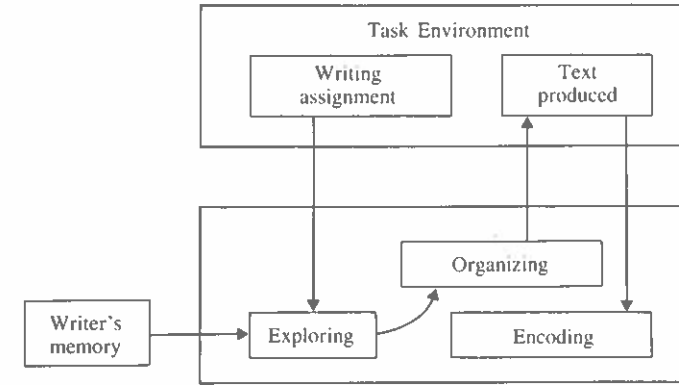 Task Environment
Writing
assignment
Text
produced
Organizing
Writer's
memory
Exploring
Encoding